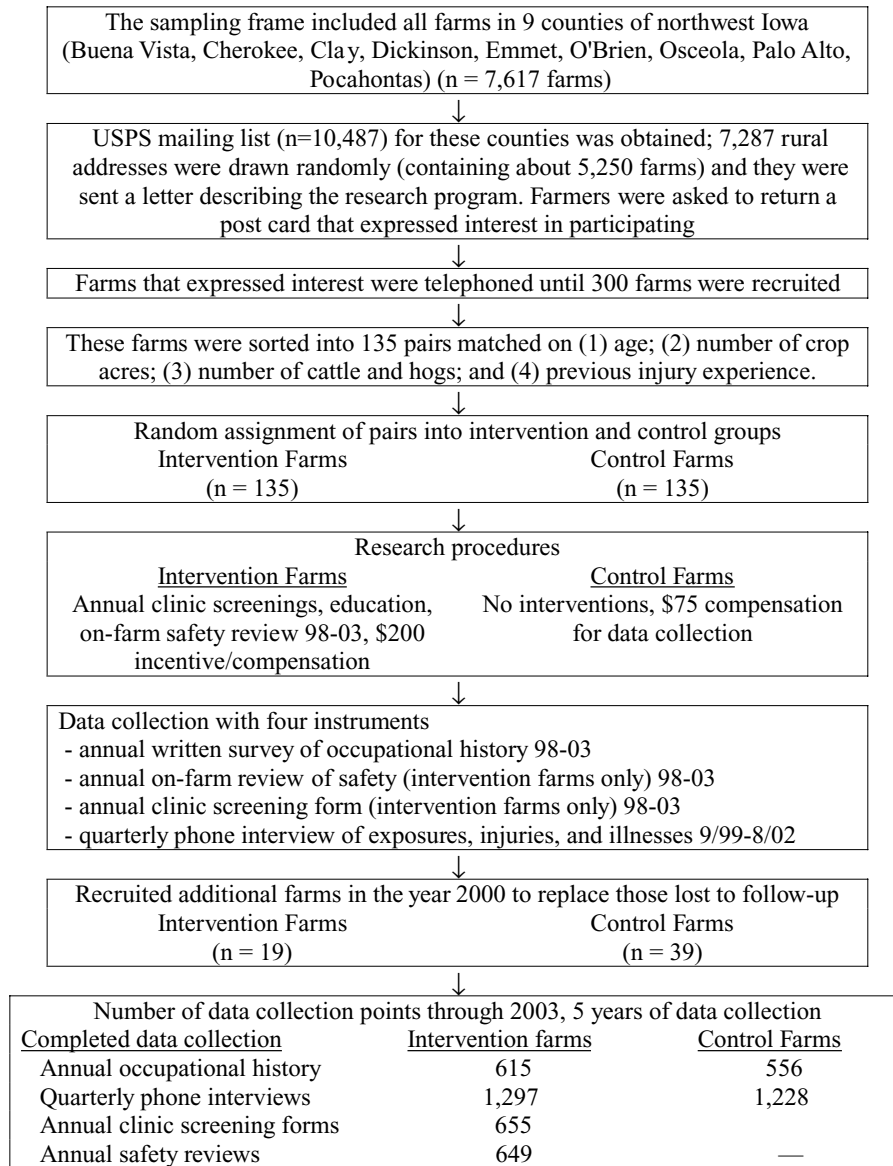 The sampling frame included all farms in 9 counties of northwest Iowa
(Buena Vista, Cherokee, Clay, Dickinson, Emmet, O'Brien, Osceola, Palo Alto,
Pocahontas) (n = 7,617 farms)
↓
USPS mailing list (n=10,487) for these counties was obtained; 7,287 rural
addresses were drawn randomly (containing about 5,250 farms) and they were
sent a letter describing the research program. Farmers were asked to return a
post card that expressed interest in participating
↓
Farms that expressed interest were telephoned until 300 farms were recruited
↓
These farms were sorted into 135 pairs matched on (1) age; (2) number of crop
acres; (3) number of cattle and hogs; and (4) previous injury experience.
↓
Random assignment of pairs into intervention and control groups
Intervention Farms Control Farms
(n = 135) (n = 135)
↓
Research procedures
Intervention Farms Control Farms
Annual clinic screenings, education, No interventions, $75 compensation
on-farm safety review 98-03, $200 for data collection
incentive/compensation
↓
Data collection with four instruments
- annual written survey of occupational history 98-03
- annual on-farm review of safety (intervention farms only) 98-03
- annual clinic screening form (intervention farms only) 98-03
- quarterly phone interview of exposures, injuries, and illnesses 9/99-8/02
↓
Recruited additional farms in the year 2000 to replace those lost to follow-up
Intervention Farms Control Farms
(n = 19) (n = 39)
↓
Number of data collection points through 2003, 5 years of data collection
Completed data collection Intervention farms Control Farms
Annual occupational history 615 556
Quarterly phone interviews 1,297 1,228
Annual clinic screening forms 655
Annual safety reviews 649 —